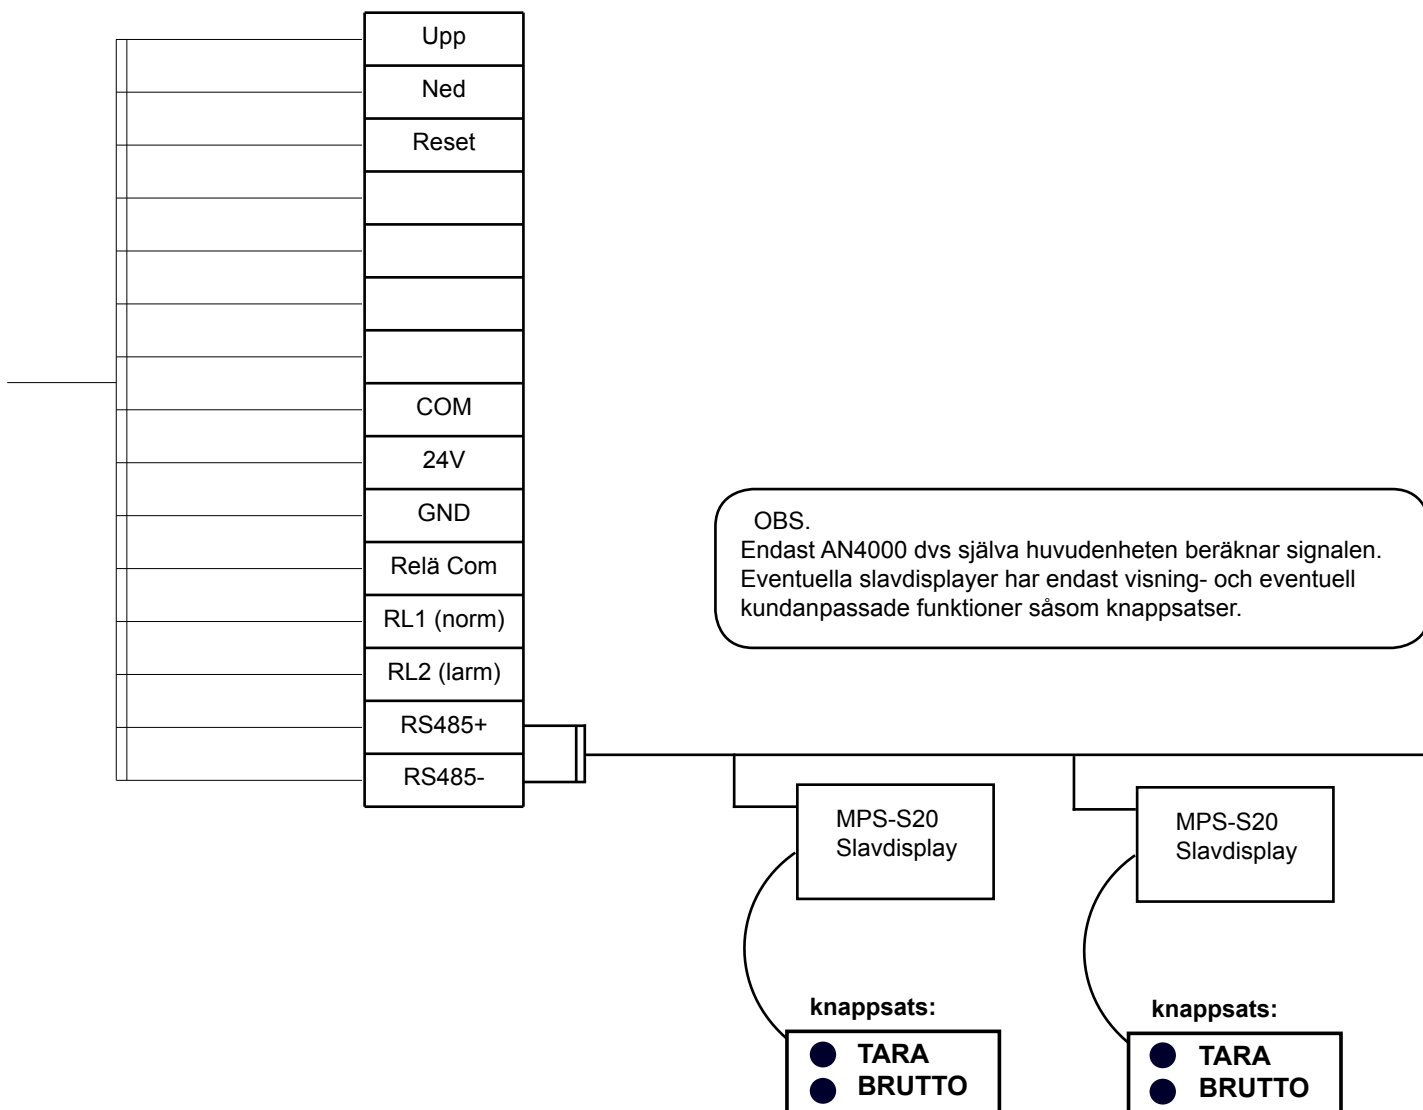 Upp
Ned
Reset
COM
24V
GND
Relä Com
RL1 (norm)
RL2 (larm)
RS485+
RS485-
OBS.
Endast AN4000 dvs själva huvudenheten beräknar signalen.
Eventuella slavdisplayer har endast visning- och eventuell
kundanpassade funktioner såsom knappsatser.
MPS-S20
Slavdisplay
knappsats:
TARA
BRUTTO
MPS-S20
Slavdisplay
knappsats:
TARA
BRUTTO